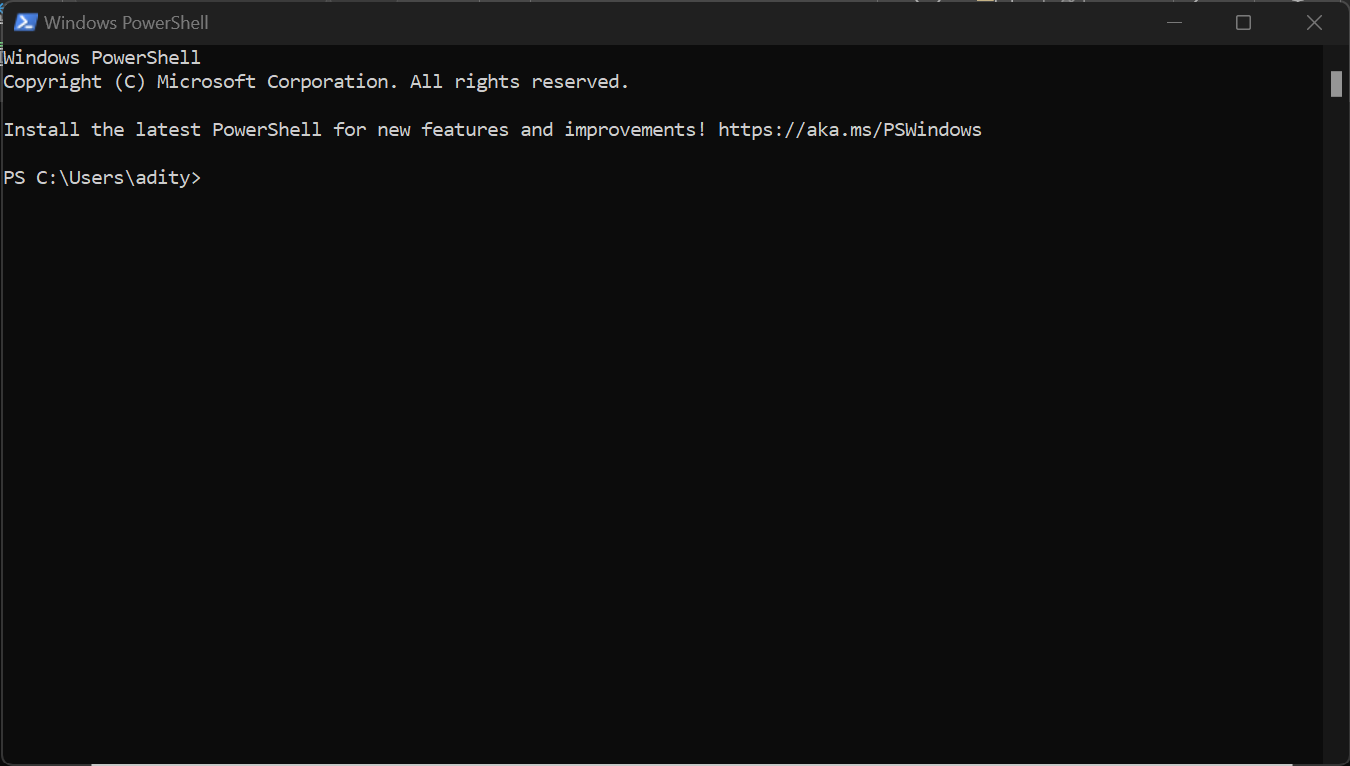 Windows PowerShell
Windows PowerShell
Copyright (C) Microsoft Corporation. All rights reserved.
Install the latest PowerShell for new features and improvements! https://aka.ms/PSWindows
PS C:\Users\adity>